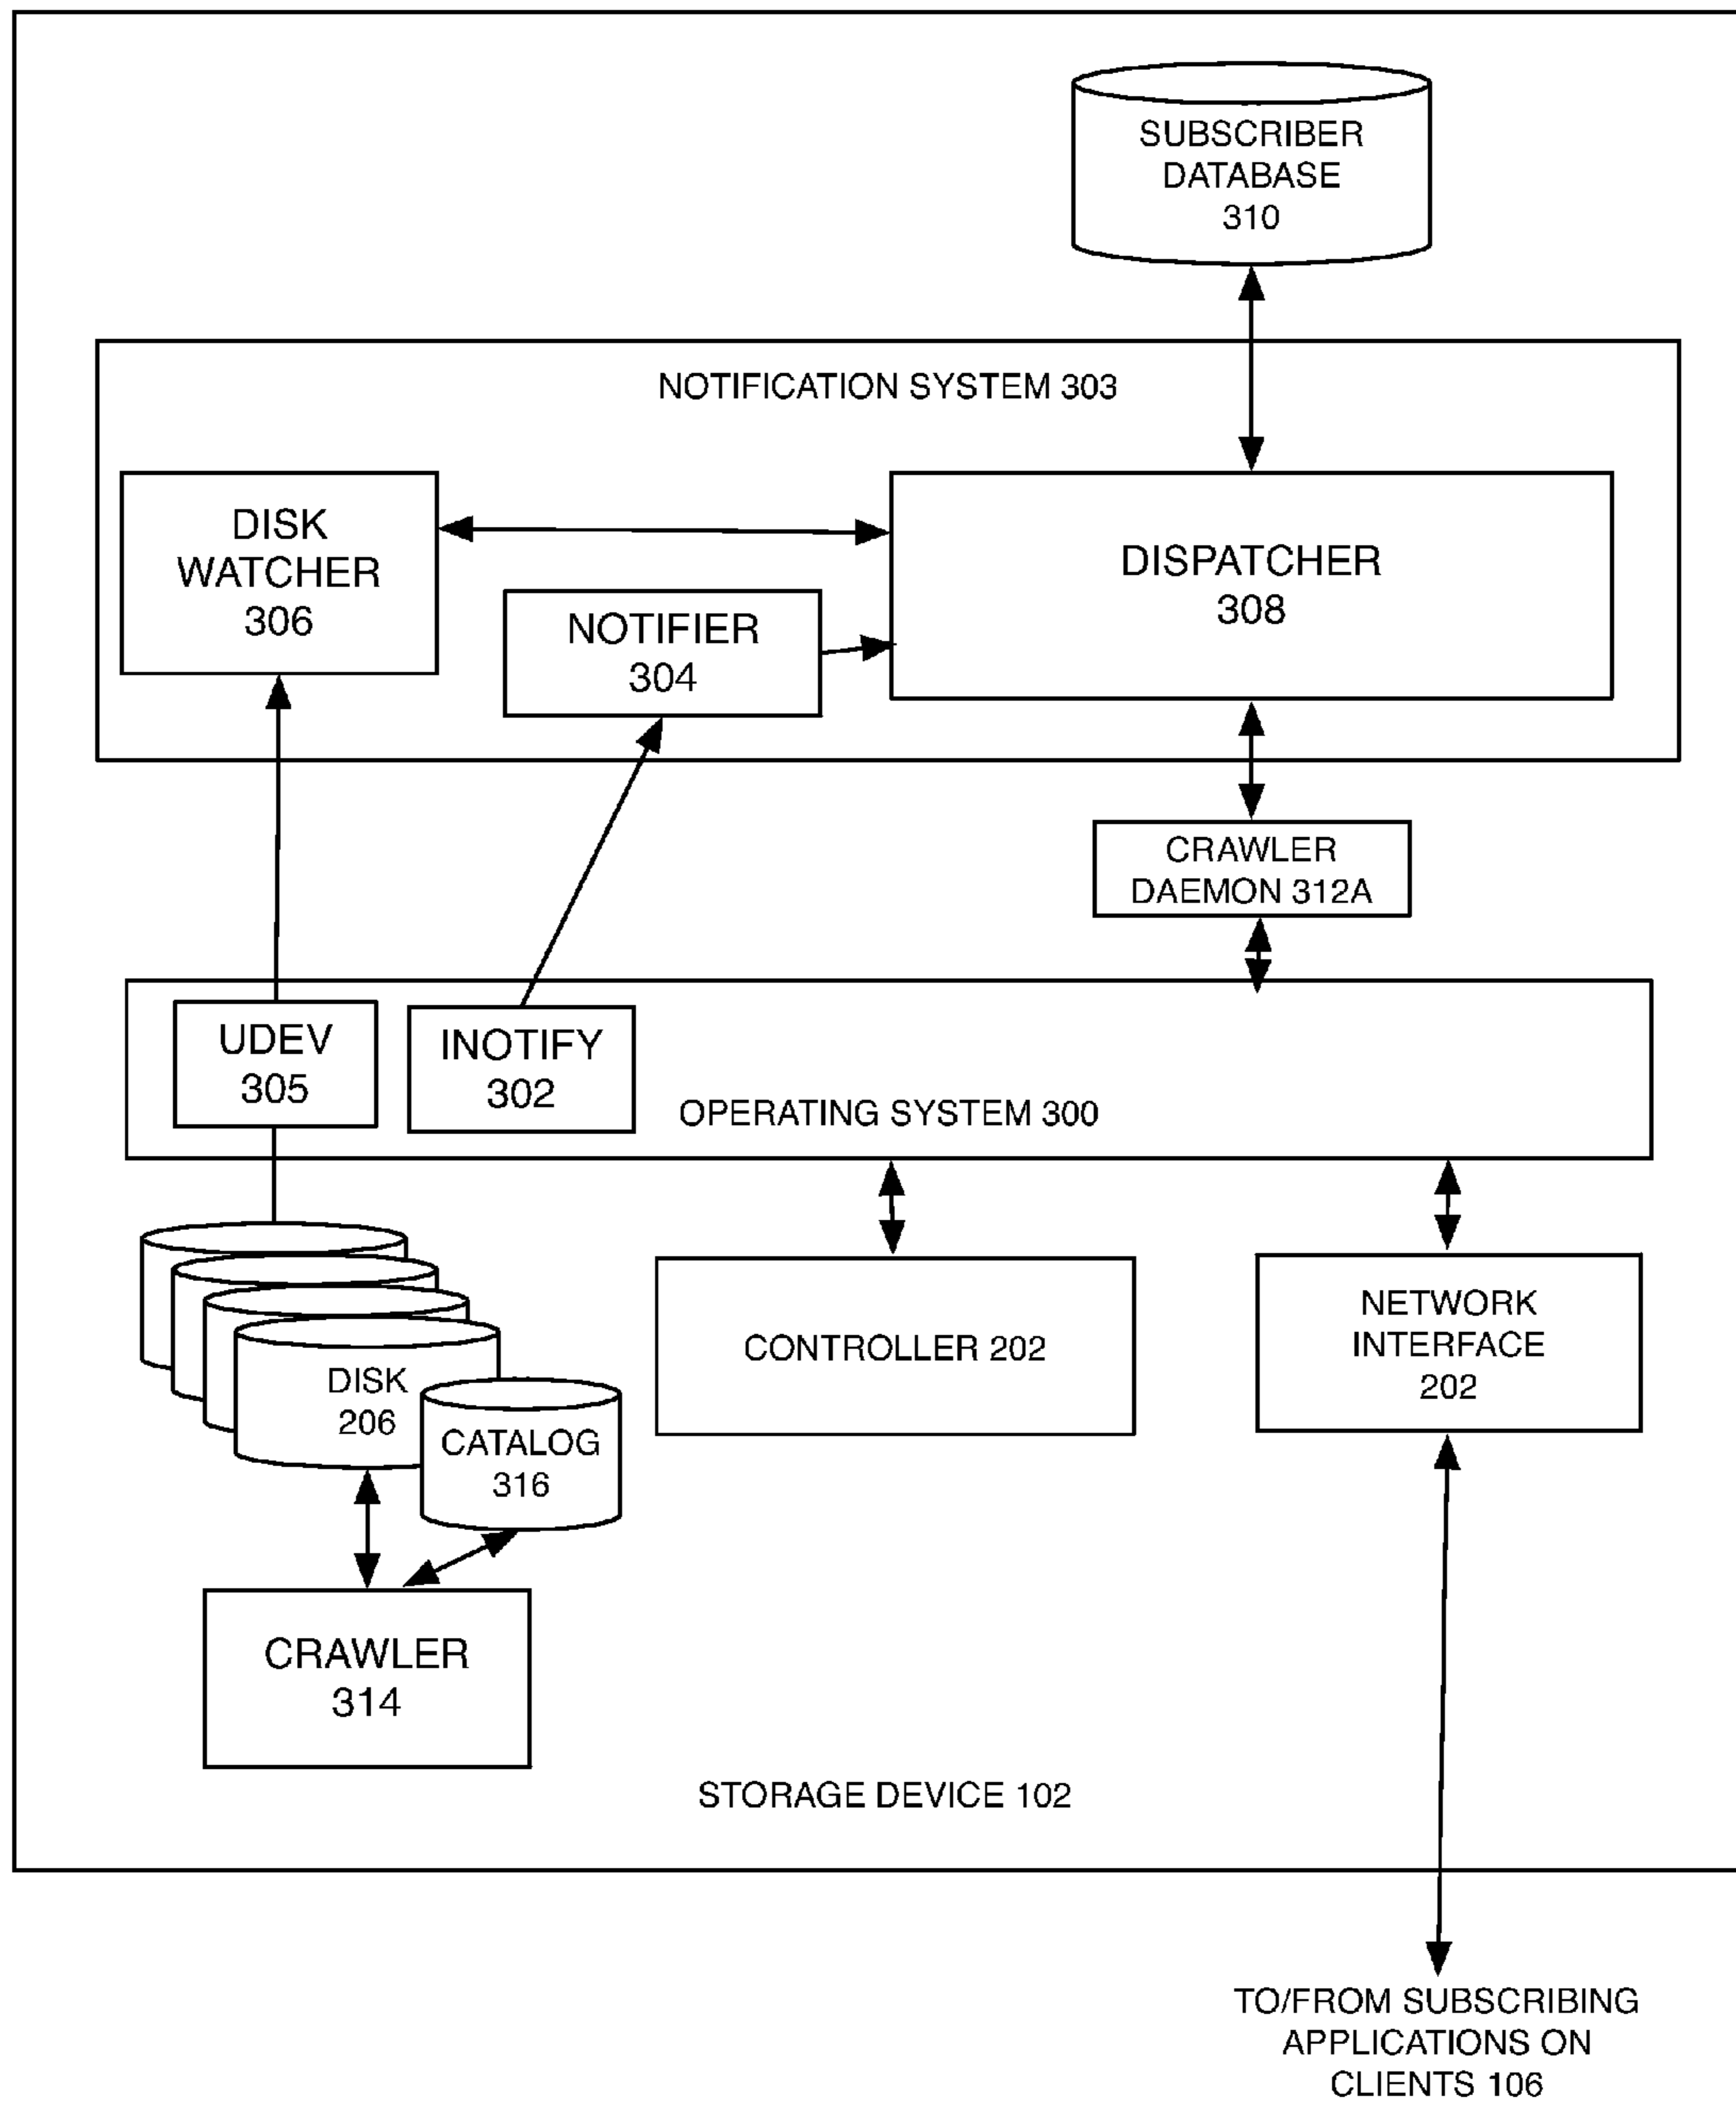 SUBSCRIBER
DATABASE
310
NOTIFICATION SYSTEM 303
DISK
WATCHER
306
NOTIFIER
304
DISPATCHER
308
CRAWLER
DAEMON 312A
UDEV
305
INOTIFY
302
OPERATING SYSTEM 300
DISK
206
CATALOG
316
CONTROLLER 202
NETWORK
INTERFACE
202
CRAWLER
314
STORAGE DEVICE 102
TO/FROM SUBSCRIBING
APPLICATIONS ON
CLIENTS 106